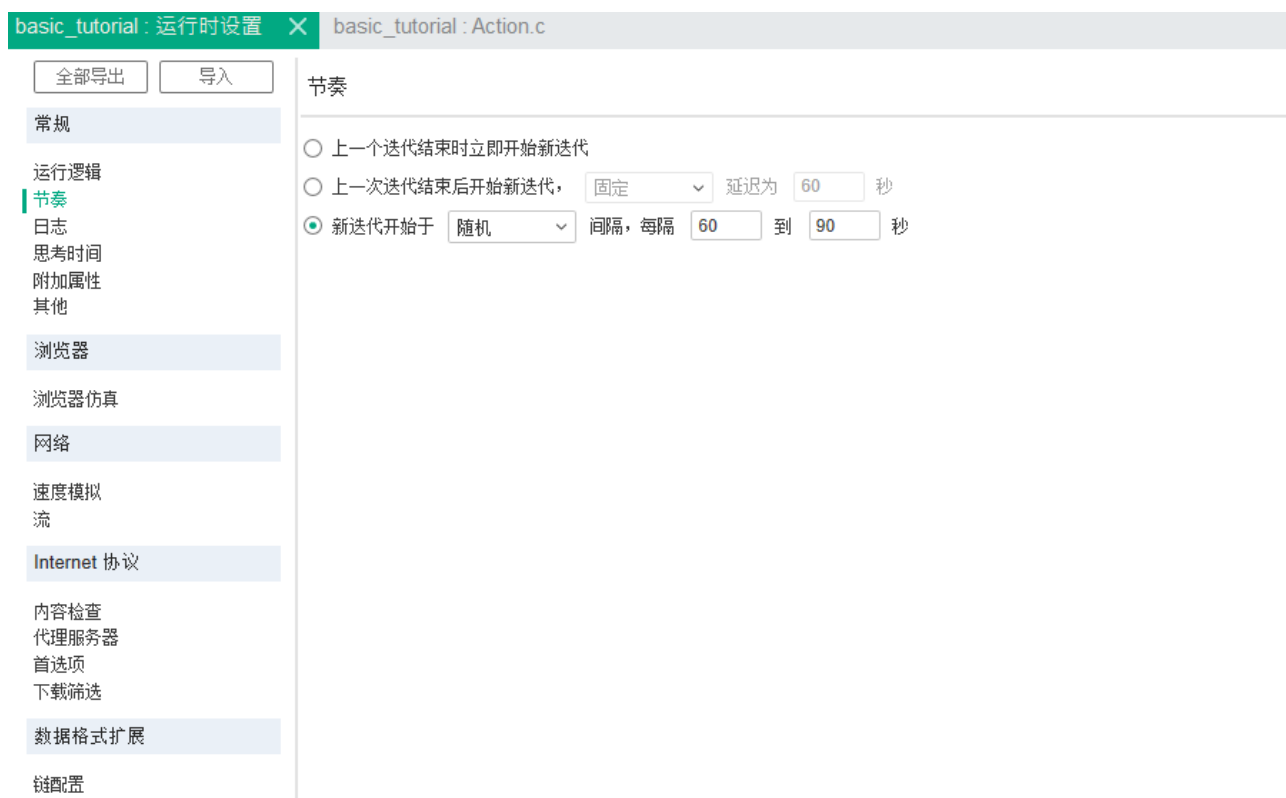 basic_tutorial : 运行时设置 basic_tutorial : Action.c
全部导出 导入
常规
运行逻辑
节奏
日志
思考时间
附加属性
其他
浏览器
浏览器仿真
网络
速度模拟
流
Internet 协议
内容检查
代理服务器
首选项
下载筛选
数据格式扩展
链配置
节奏
上一个迭代结束时立即开始新迭代
上一次迭代结束后开始新迭代， 固定 延迟为 60 秒
新迭代开始于 随机 间隔，每隔 60 到 90 秒